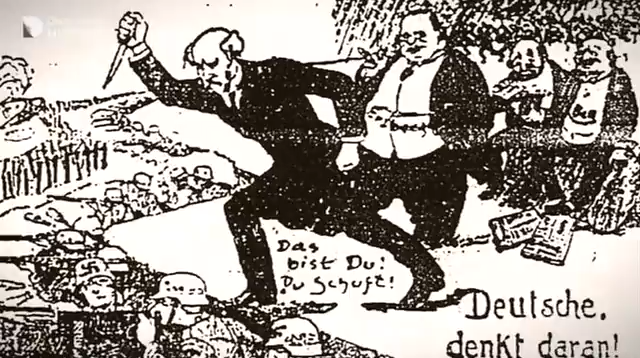 Das
bist Du!
Du Schuft!
Deutsche,
denkt daran!